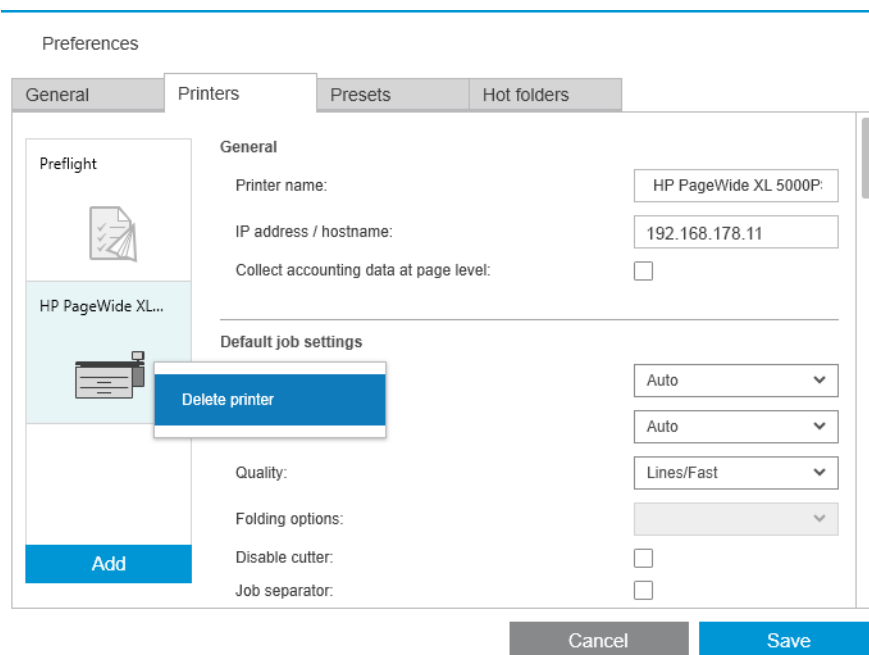 Preferences
General Printers Presets Hot folders
Preflight
HP PageWide XL...
Add
General
Printer name: HP PageWide XL 5000P
IP address / hostname: 192.168.178.11
Collect accounting data at page level:
Default job settings
Auto
Delete printer
Auto
Quality: Lines/Fast
Folding options:
Disable cutter:
Job separator:
Cancel Save